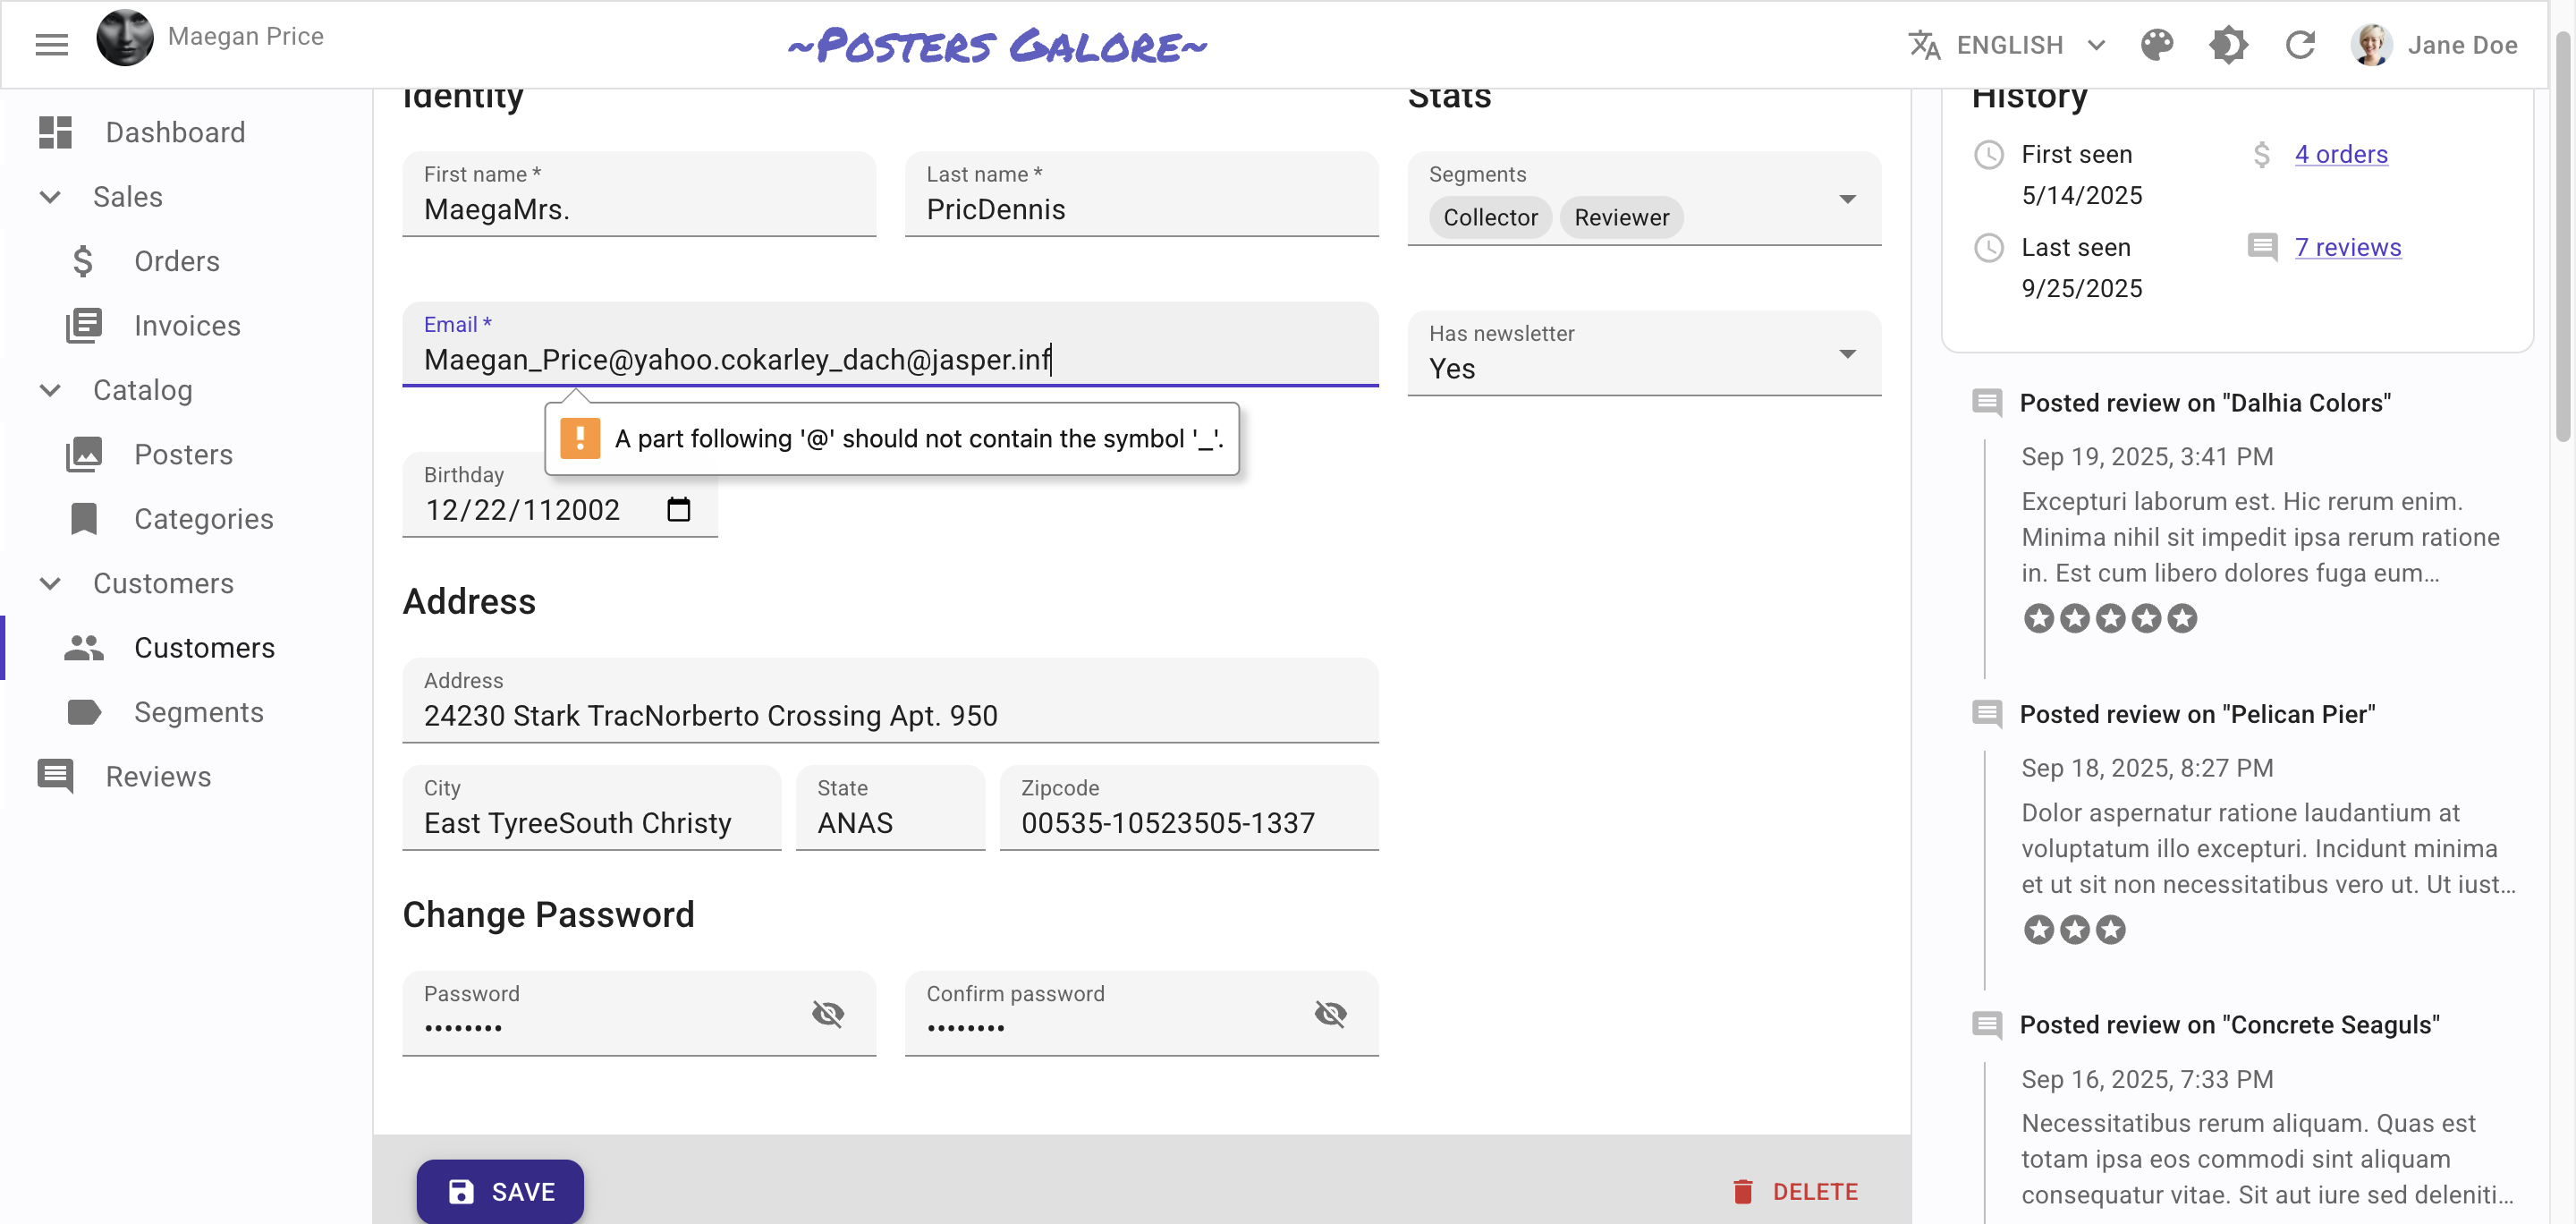 Maegan Price
~Posters Galore~
ENGLISH
Jane Doe
Dashboard
Sales
Orders
Invoices
Catalog
Posters
Categories
Customers
Customers
Segments
Reviews
Identity
First name *
MaegaMrs.
Last name *
PricDennis
Email *
Maegan_Price@yahoo.cokarley_dach@jasper.inf
A part following '@' should not contain the symbol '_'.
Birthday
12/22/112002
Address
Address
24230 Stark TracNorberto Crossing Apt. 950
City
East TyreeSouth Christy
State
ANAS
Zipcode
00535-10523505-1337
Change Password
Password
••••••••
Confirm password
••••••••
Stats
Segments
Collector
Reviewer
Has newsletter
Yes
SAVE
DELETE
History
First seen
5/14/2025
4 orders
Last seen
9/25/2025
7 reviews
Posted review on "Dalhia Colors"
Sep 19, 2025, 3:41 PM
Excepturi laborum est. Hic rerum enim.
Minima nihil sit impedit ipsa rerum ratione
in. Est cum libero dolores fuga eum…
Posted review on "Pelican Pier"
Sep 18, 2025, 8:27 PM
Dolor aspernatur ratione laudantium at
voluptatum illo excepturi. Incidunt minima
et ut sit non necessitatibus vero ut. Ut iust…
Posted review on "Concrete Seaguls"
Sep 16, 2025, 7:33 PM
Necessitatibus rerum aliquam. Quas est
totam ipsa eos commodi sint aliquam
consequatur vitae. Sit aut iure sed deleniti…